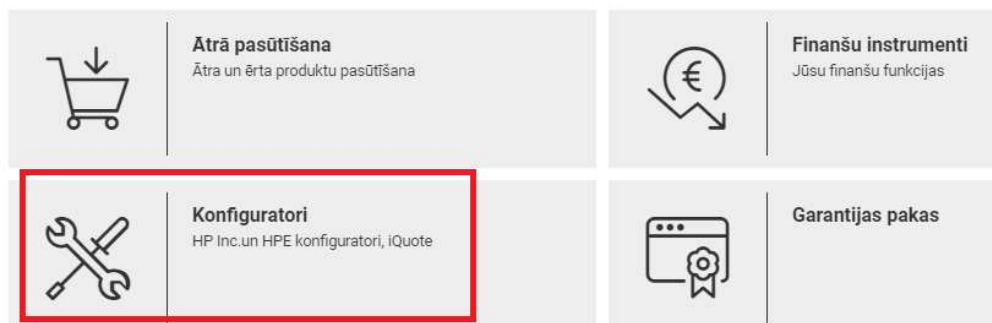 Ātrā pasūtīšana
Ātra un ērta produktu pasūtīšana
Finanšu instrumenti
Jūsu finanšu funkcijas
€
Konfiguratori
HP Inc.un HPE konfiguratori, iQuote
Garantijas pakas